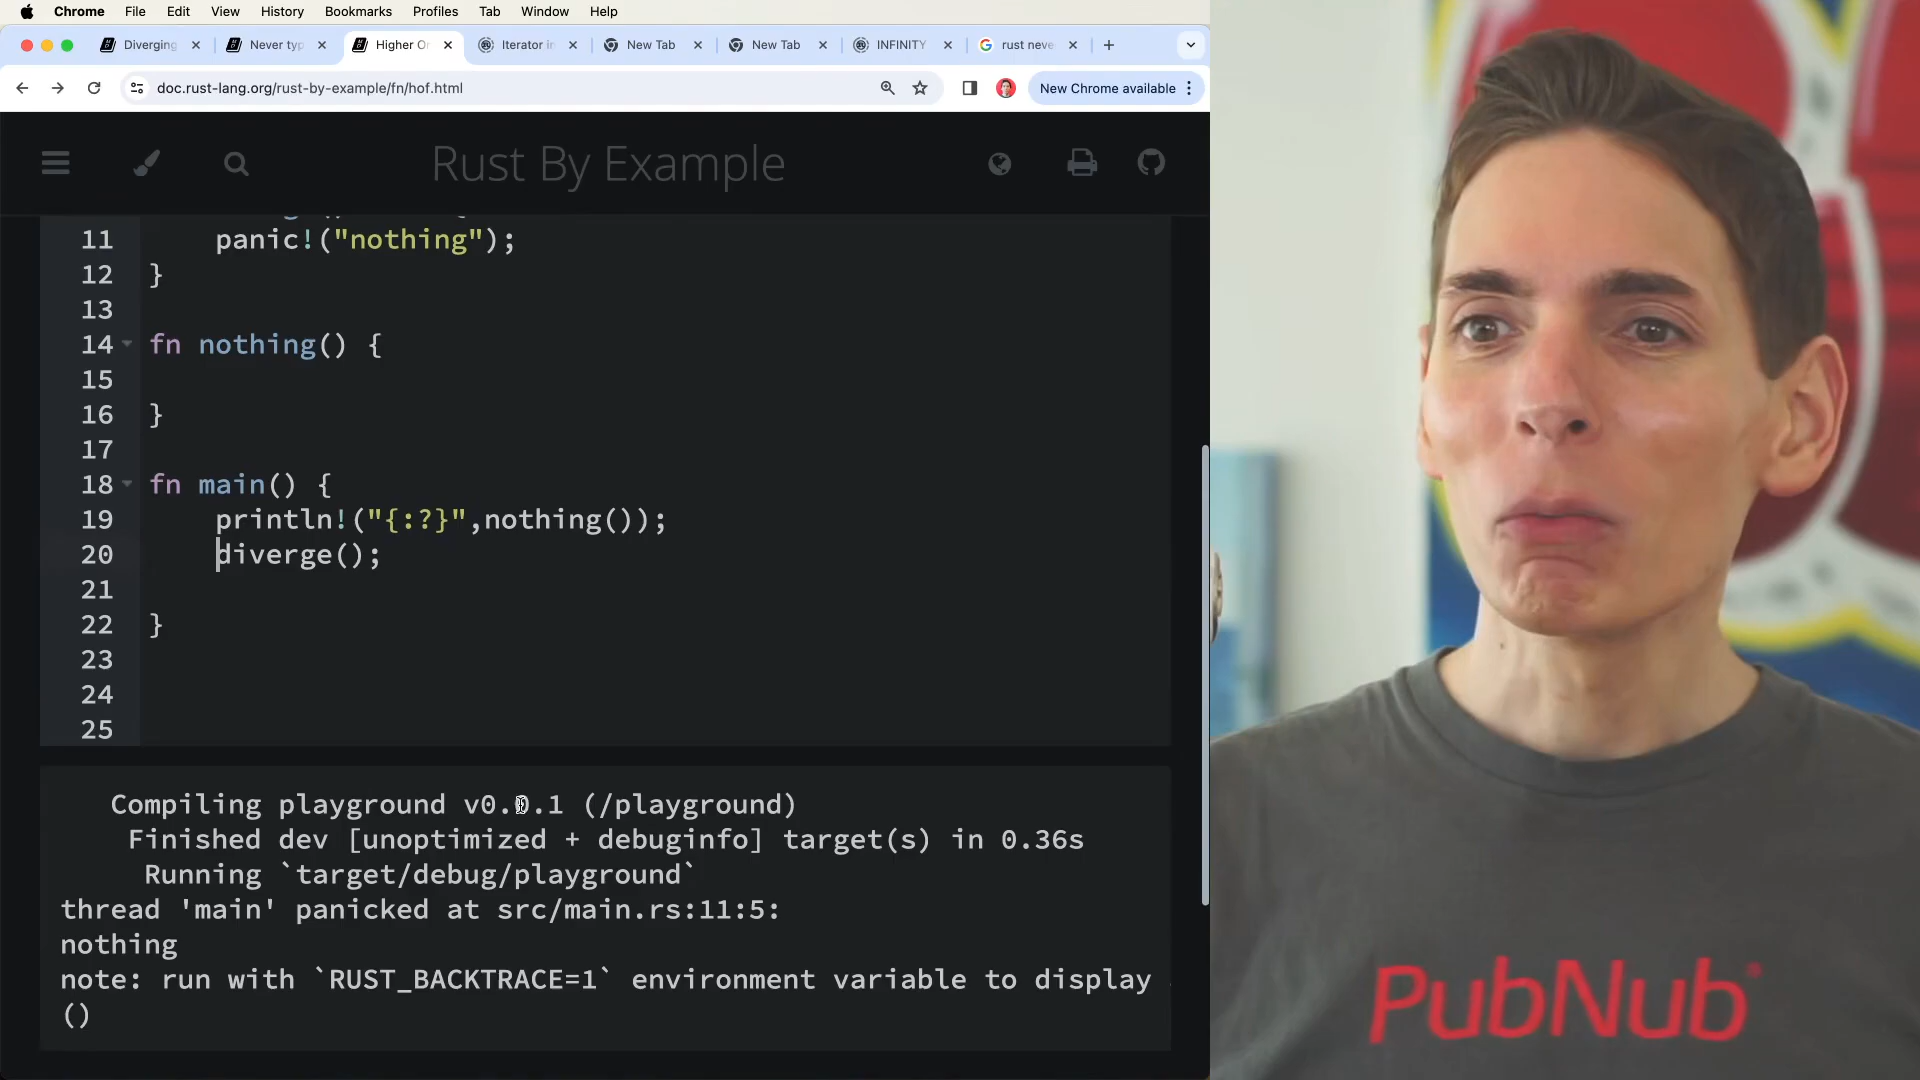 Chrome File Edit View History Bookmarks Profiles Tab Window Help
Diverging Never typ Higher Or Iterator in New Tab New Tab INFINITY rust neve
doc.rust-lang.org/rust-by-example/fn/hof.html New Chrome available
Rust By Example
11 panic!("nothing");
12 }
13
14 fn nothing() {
15
16 }
17
18 fn main() {
19 println!("{:?}",nothing());
20 diverge();
21
22 }
23
24
25
Compiling playground v0.0.1 (/playground)
Finished dev [unoptimized + debuginfo] target(s) in 0.36s
Running `target/debug/playground`
thread 'main' panicked at src/main.rs:11:5:
nothing
note: run with `RUST_BACKTRACE=1` environment variable to display
()
PubNub